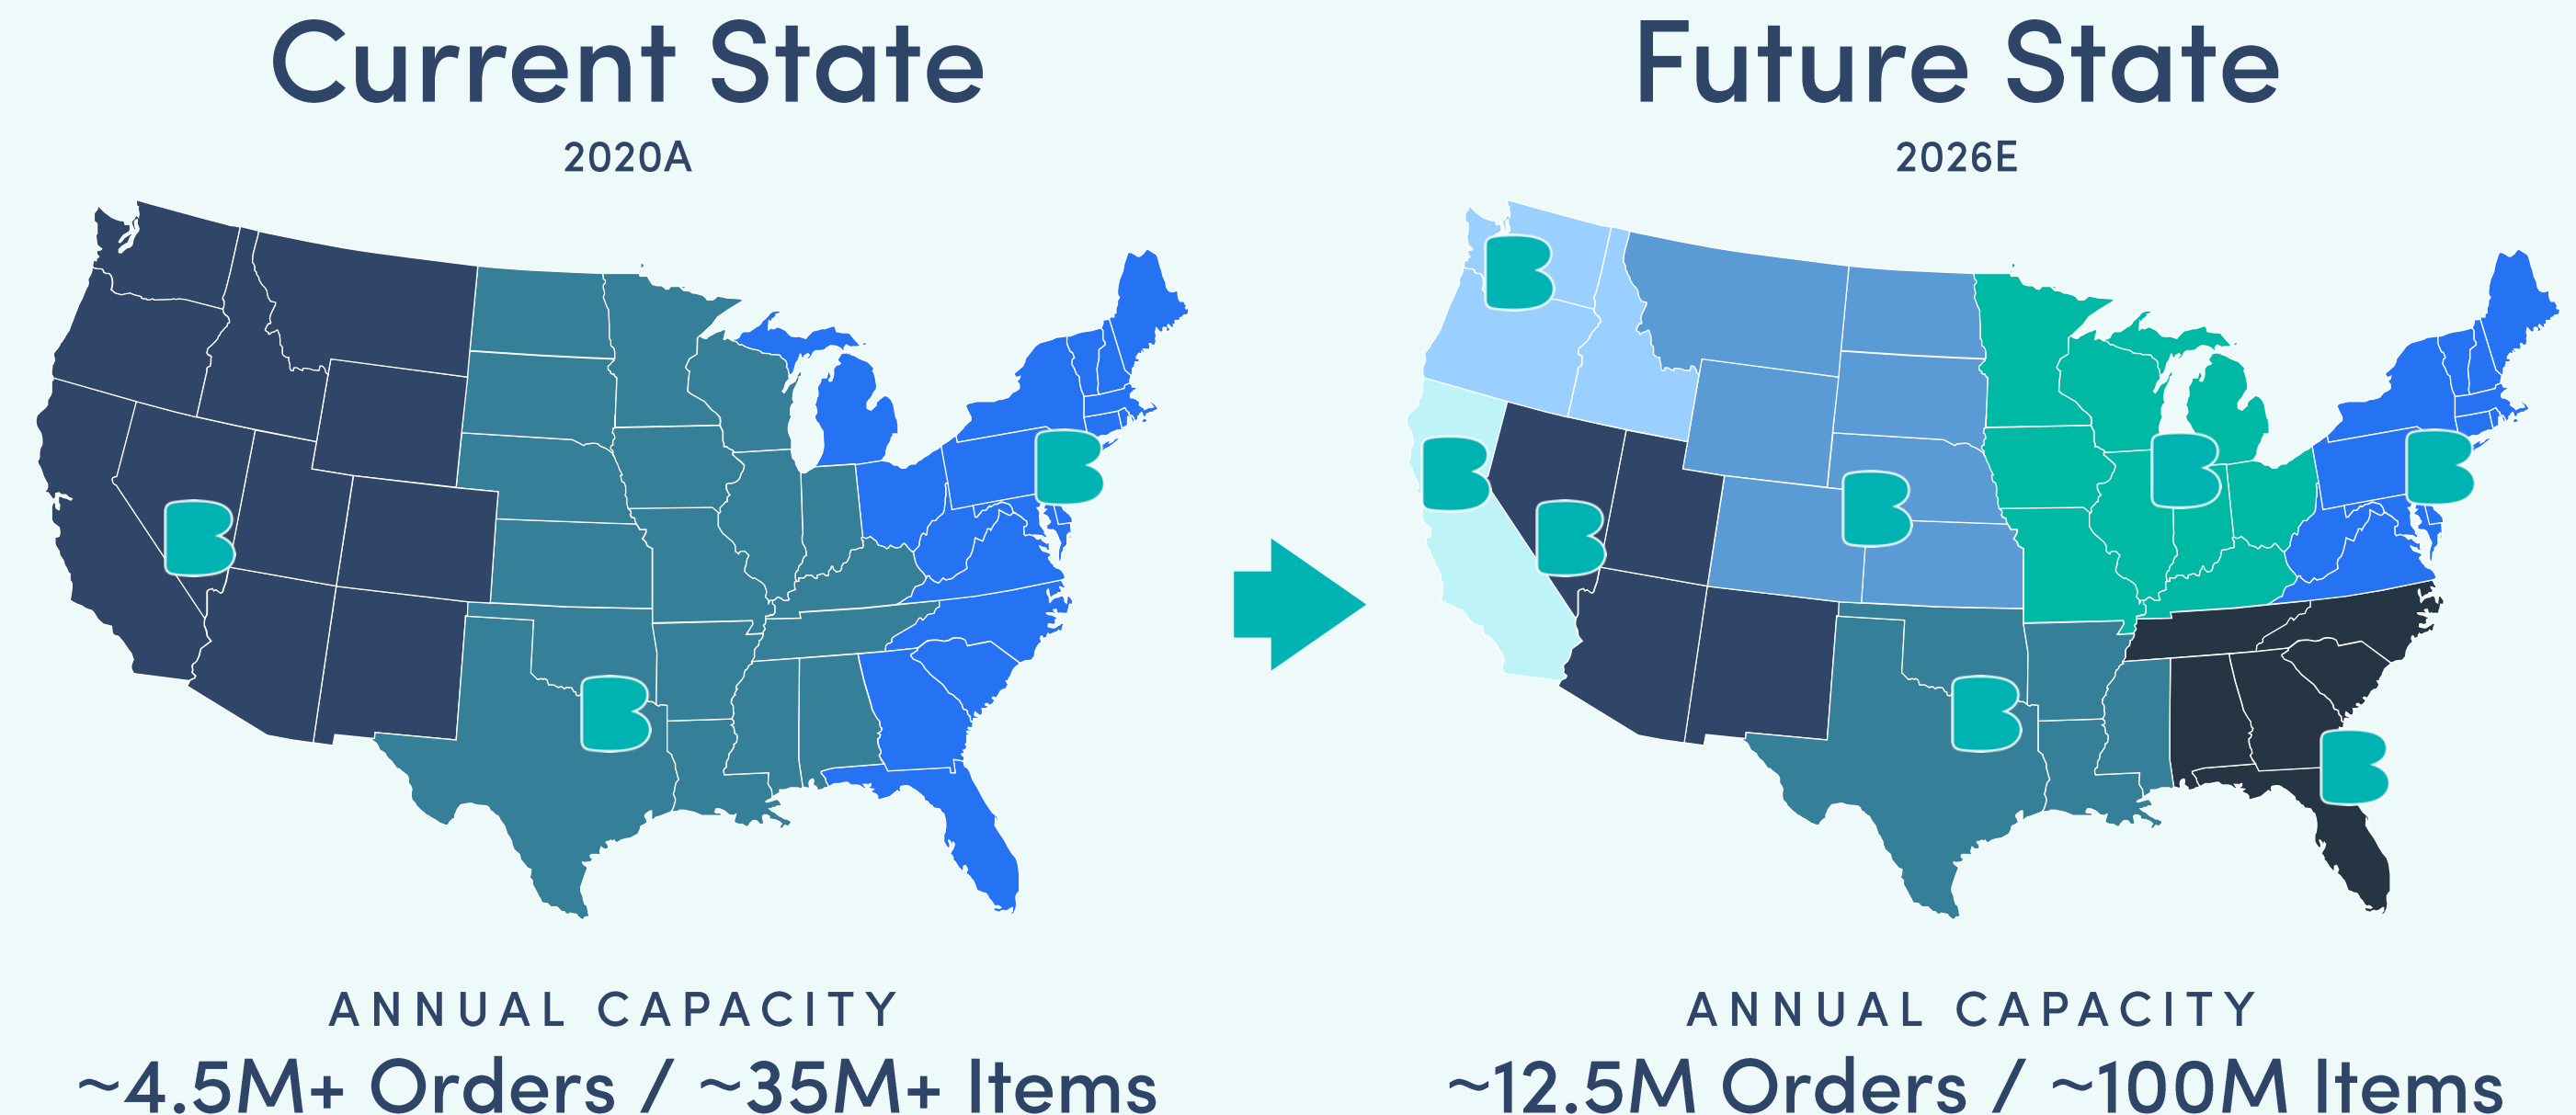 Current State
2020A
ANNUAL CAPACITY
~4.5M+ Orders / ~35M+ Items
Future State
2026E
ANNUAL CAPACITY
~12.5M Orders / ~100M Items